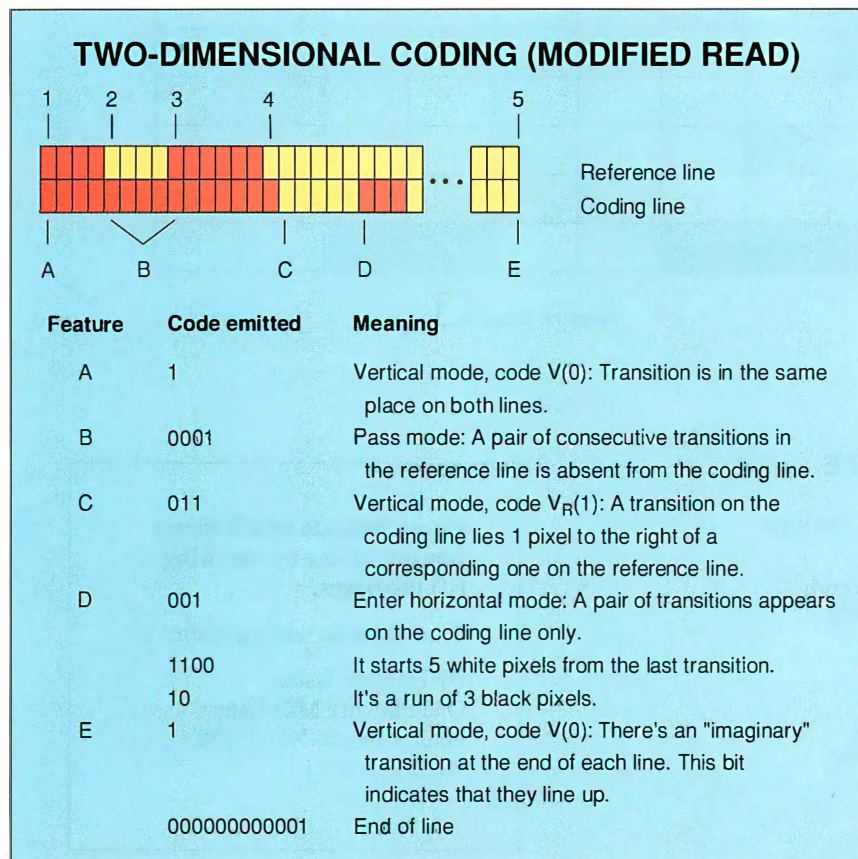 TWO-DIMENSIONAL CODING (MODIFIED READ)
1 2 3 4 5
Reference line
Coding line
A B C D E
Feature Code emitted Meaning
A 1 Vertical mode, code V(0): Transition is in the same
place on both lines.
B 0001 Pass mode: A pair of consecutive transitions in
the reference line is absent from the coding line.
C 011 Vertical mode, code VR(1): A transition on the
coding line lies 1 pixel to the right of a
corresponding one on the reference line.
D 001 Enter horizontal mode: A pair of transitions appears
on the coding line only.
1100 It starts 5 white pixels from the last transition.
10 It's a run of 3 black pixels.
E 1 Vertical mode, code V(0): There's an "imaginary"
transition at the end of each line. This bit
indicates that they line up.
000000000001 End of line